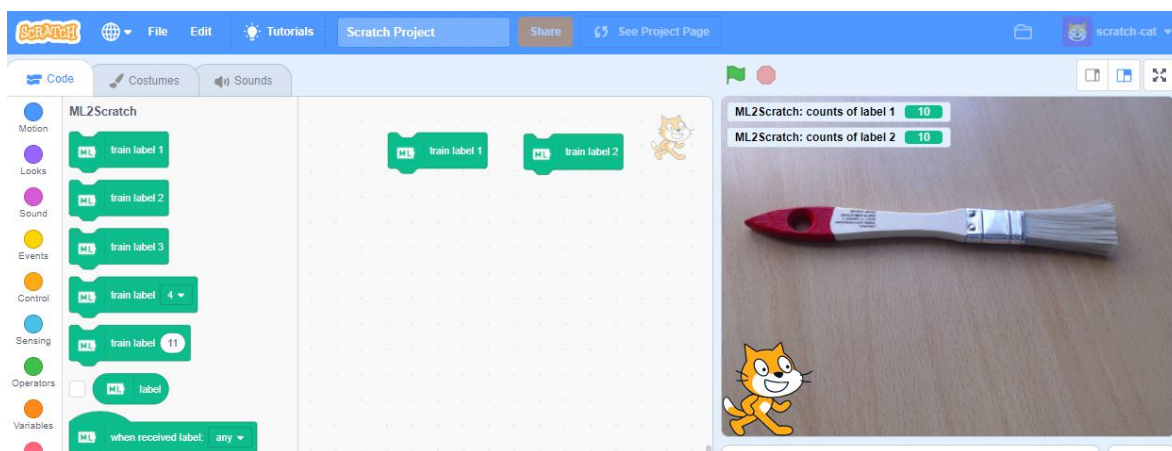 SCRATCH File Edit Tutorials Scratch Project Share See Project Page scratch-cat
Code Costumes Sounds
Motion
Looks
Sound
Events
Control
Sensing
Operators
Variables
ML2Scratch
ML train label 1
ML train label 2
ML train label 3
ML train label 4
ML train label 11
ML label
ML when received label: any
ML train label 1
ML train label 2
ML2Scratch: counts of label 1 10
ML2Scratch: counts of label 2 10